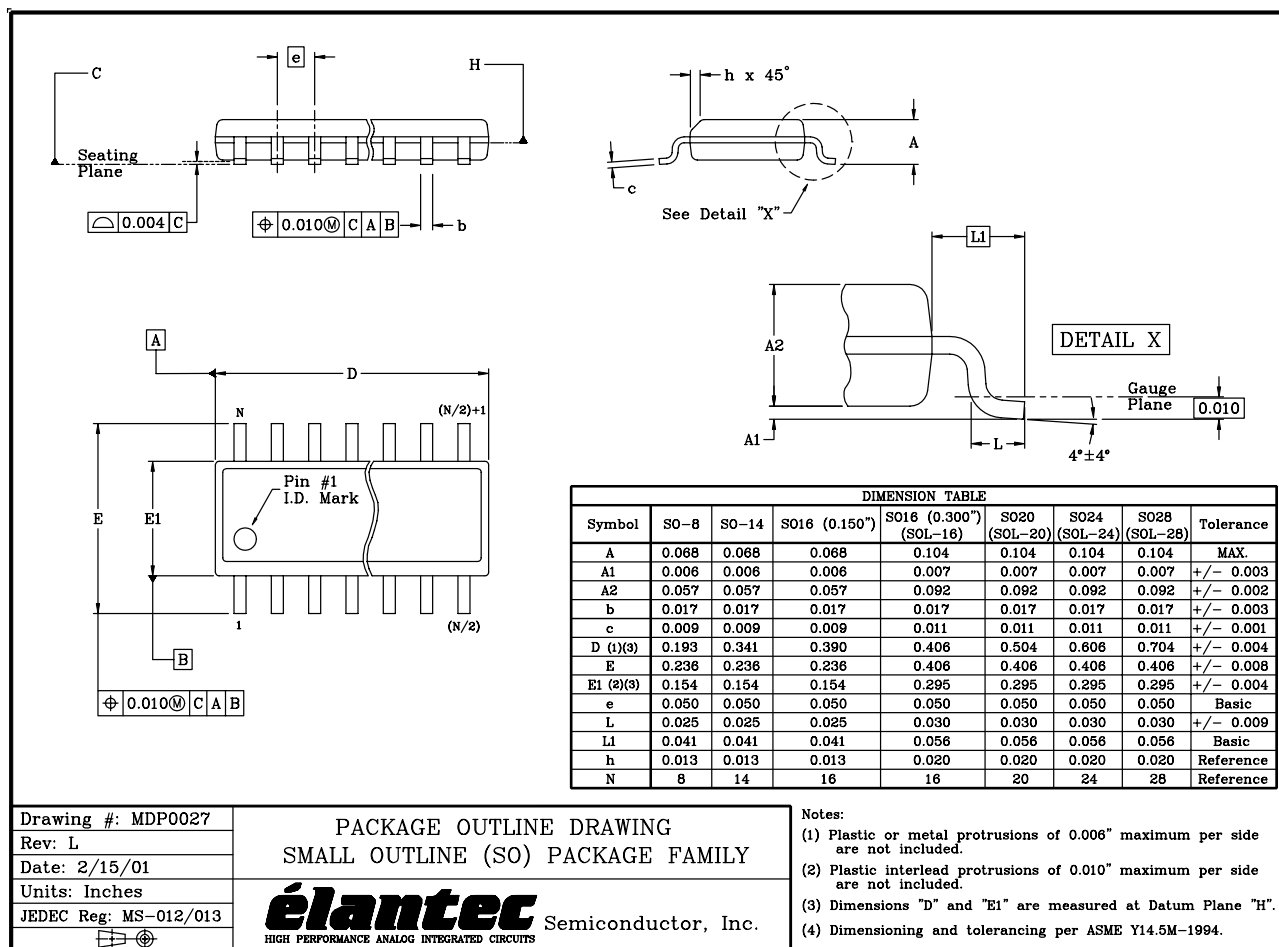 e
C
H
Seating
Plane
0.004 C
0.010Ⓜ C A B
b
h x 45°
A
c
See Detail "X"
L1
A2
DETAIL X
Gauge
Plane
0.010
A1
L
4°±4°
A
D
N
(N/2)+1
Pin #1
I.D. Mark
E
E1
1
(N/2)
B
0.010Ⓜ C A B
DIMENSION TABLE
Symbol SO-8 SO-14 SO16 (0.150") SO16 (0.300") (SOL-16) SO20 (SOL-20) SO24 (SOL-24) SO28 (SOL-28) Tolerance
A 0.068 0.068 0.068 0.104 0.104 0.104 0.104 MAX.
A1 0.006 0.006 0.006 0.007 0.007 0.007 0.007 +/- 0.003
A2 0.057 0.057 0.057 0.092 0.092 0.092 0.092 +/- 0.002
b 0.017 0.017 0.017 0.017 0.017 0.017 0.017 +/- 0.003
c 0.009 0.009 0.009 0.011 0.011 0.011 0.011 +/- 0.001
D (1)(3) 0.193 0.341 0.390 0.406 0.504 0.606 0.704 +/- 0.004
E 0.236 0.236 0.236 0.406 0.406 0.406 0.406 +/- 0.008
E1 (2)(3) 0.154 0.154 0.154 0.295 0.295 0.295 0.295 +/- 0.004
e 0.050 0.050 0.050 0.050 0.050 0.050 0.050 Basic
L 0.025 0.025 0.025 0.030 0.030 0.030 0.030 +/- 0.009
L1 0.041 0.041 0.041 0.056 0.056 0.056 0.056 Basic
h 0.013 0.013 0.013 0.020 0.020 0.020 0.020 Reference
N 8 14 16 16 20 24 28 Reference
Drawing #: MDP0027
Rev: L
Date: 2/15/01
Units: Inches
JEDEC Reg: MS-012/013
PACKAGE OUTLINE DRAWING
SMALL OUTLINE (SO) PACKAGE FAMILY
élantec Semiconductor, Inc.
HIGH PERFORMANCE ANALOG INTEGRATED CIRCUITS
Notes:
(1) Plastic or metal protrusions of 0.006" maximum per side
are not included.
(2) Plastic interlead protrusions of 0.010" maximum per side
are not included.
(3) Dimensions "D" and "E1" are measured at Datum Plane "H".
(4) Dimensioning and tolerancing per ASME Y14.5M-1994.